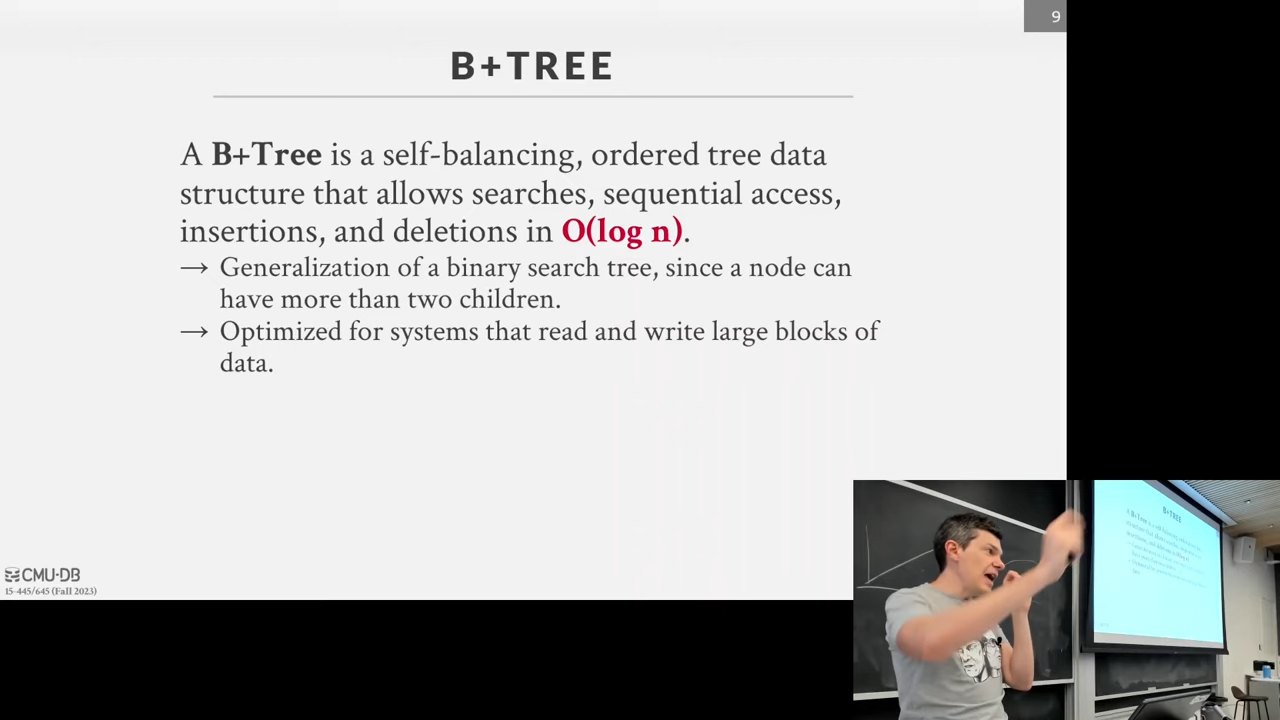 9
B+TREE
A B+Tree is a self-balancing, ordered tree data
structure that allows searches, sequential access,
insertions, and deletions in O(log n).
→ Generalization of a binary search tree, since a node can
have more than two children.
→ Optimized for systems that read and write large blocks of
data.
CMU·DB
15-445/645 (Fall 2023)
B+TREE